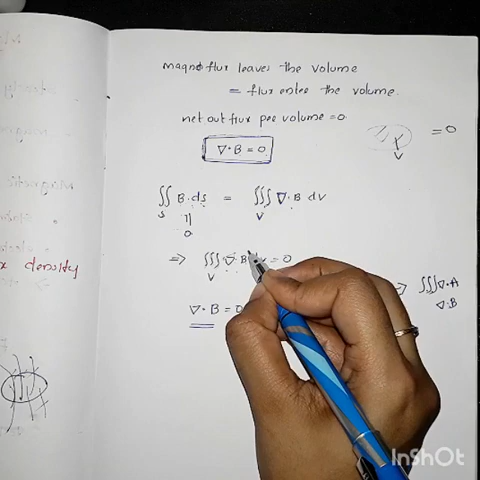 magnet flux leaves the volume
= flux enter the volume.
net out flux per volume = 0
∇·B = 0
= 0
V
∬ B·ds = ∭ ∇·B dv
S V
||
0
=> ∭ ∇·B = 0
V
∇·B = 0
=> ∭ ∇·A
∇·B
density
InShOt